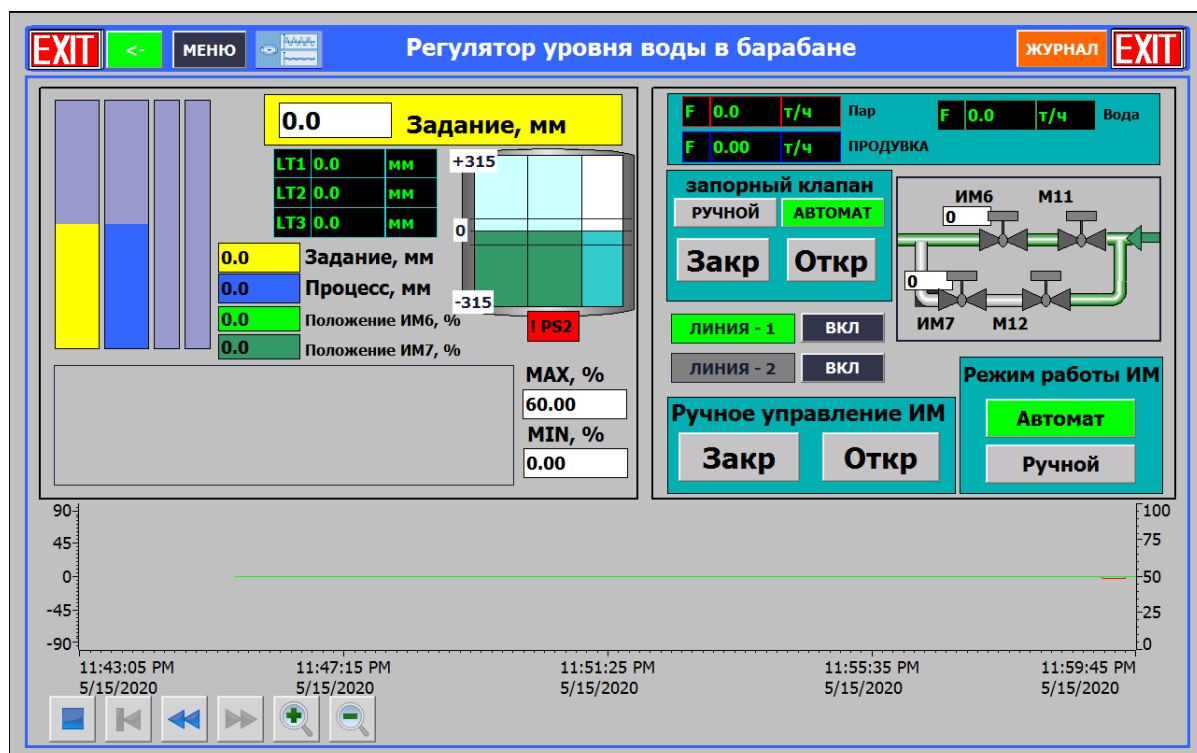 EXIT <- МЕНЮ Регулятор уровня воды в барабане ЖУРНАЛ EXIT
0.0 Задание, мм
LT1 0.0 мм
LT2 0.0 мм
LT3 0.0 мм
+315
0
-315
! PS2
0.0 Задание, мм
0.0 Процесс, мм
0.0 Положение ИМ6, %
0.0 Положение ИМ7, %
MAX, %
60.00
MIN, %
0.00
F 0.0 т/ч Пар F 0.0 т/ч Вода
F 0.00 т/ч ПРОДУВКА
запорный клапан
РУЧНОЙ АВТОМАТ
Закр Откр
ИМ6 М11
0
0
ИМ7 М12
ЛИНИЯ - 1 ВКЛ
ЛИНИЯ - 2 ВКЛ
Ручное управление ИМ
Закр Откр
Режим работы ИМ
Автомат
Ручной
90 100
45 75
0 50
-45 25
-90 0
11:43:05 PM 11:47:15 PM 11:51:25 PM 11:55:35 PM 11:59:45 PM
5/15/2020 5/15/2020 5/15/2020 5/15/2020 5/15/2020